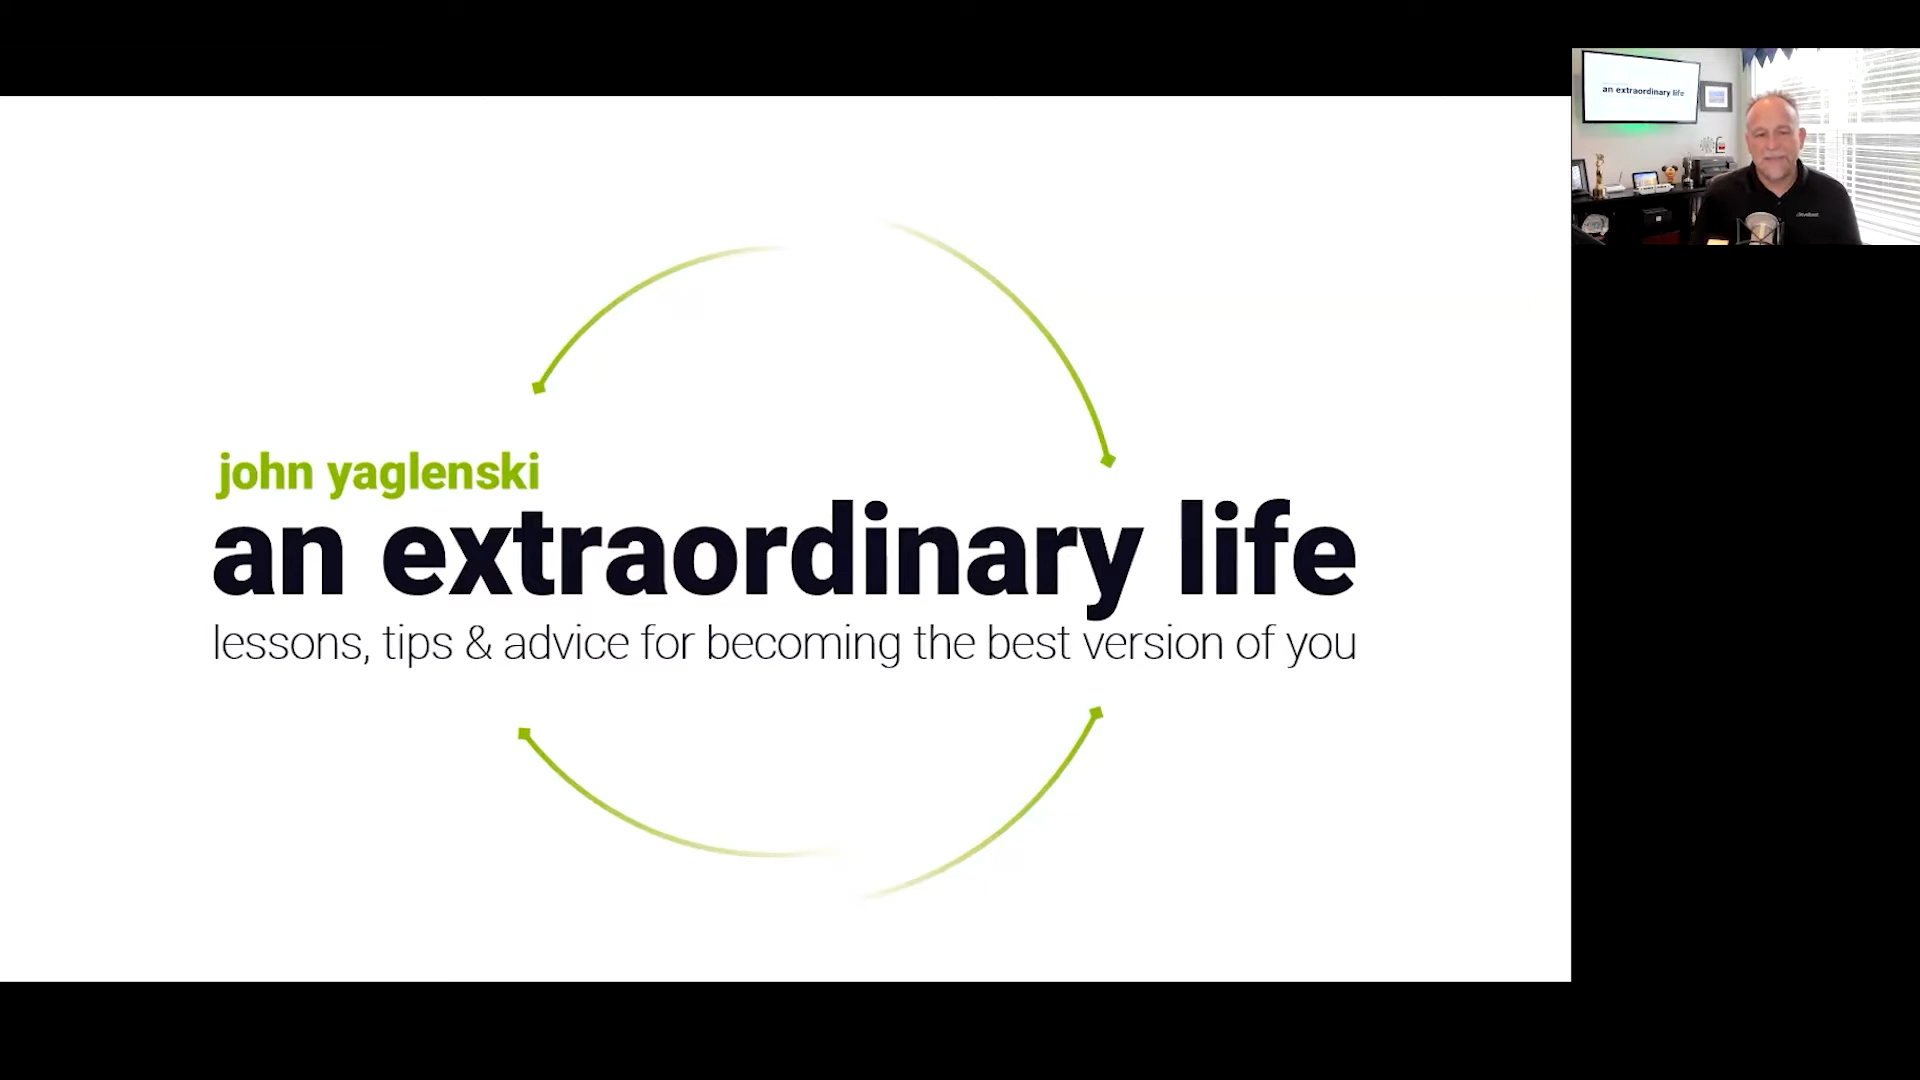 john yaglenski
an extraordinary life
lessons, tips & advice for becoming the best version of you
an extraordinary life